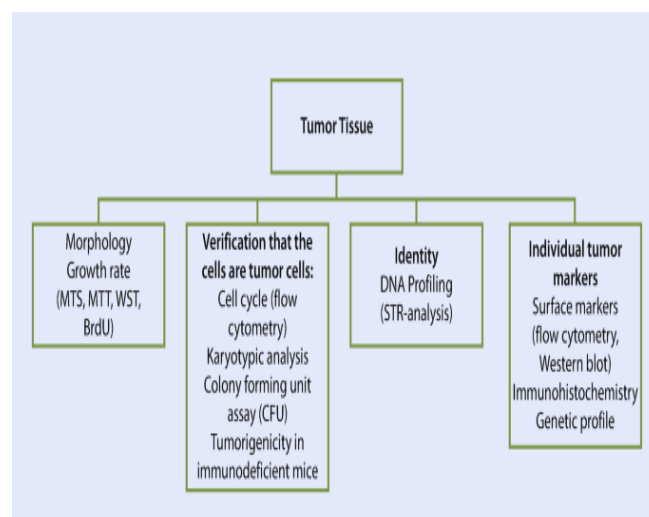 Tumor Tissue
Morphology
Growth rate
(MTS, MTT, WST,
BrdU)
Verification that the
cells are tumor cells:
Cell cycle (flow
cytometry)
Karyotypic analysis
Colony forming unit
assay (CFU)
Tumorigenicity in
immunodeficient mice
Identity
DNA Profiling
(STR-analysis)
Individual tumor
markers
Surface markers
(flow cytometry,
Western blot)
Immunohistochemistry
Genetic profile